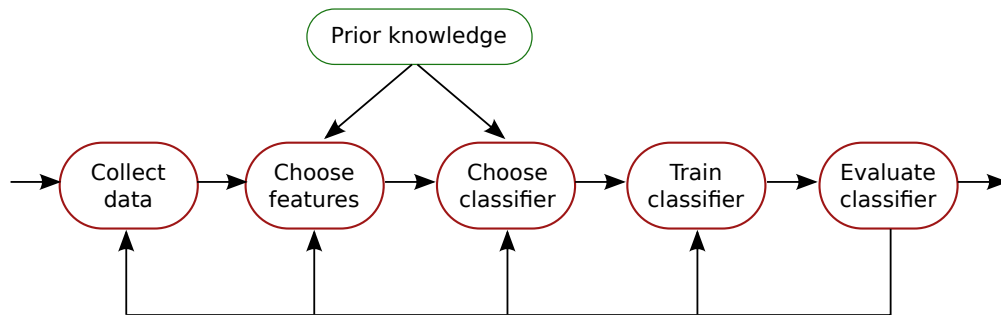 Prior knowledge
Collect
data
Choose
features
Choose
classifier
Train
classifier
Evaluate
classifier